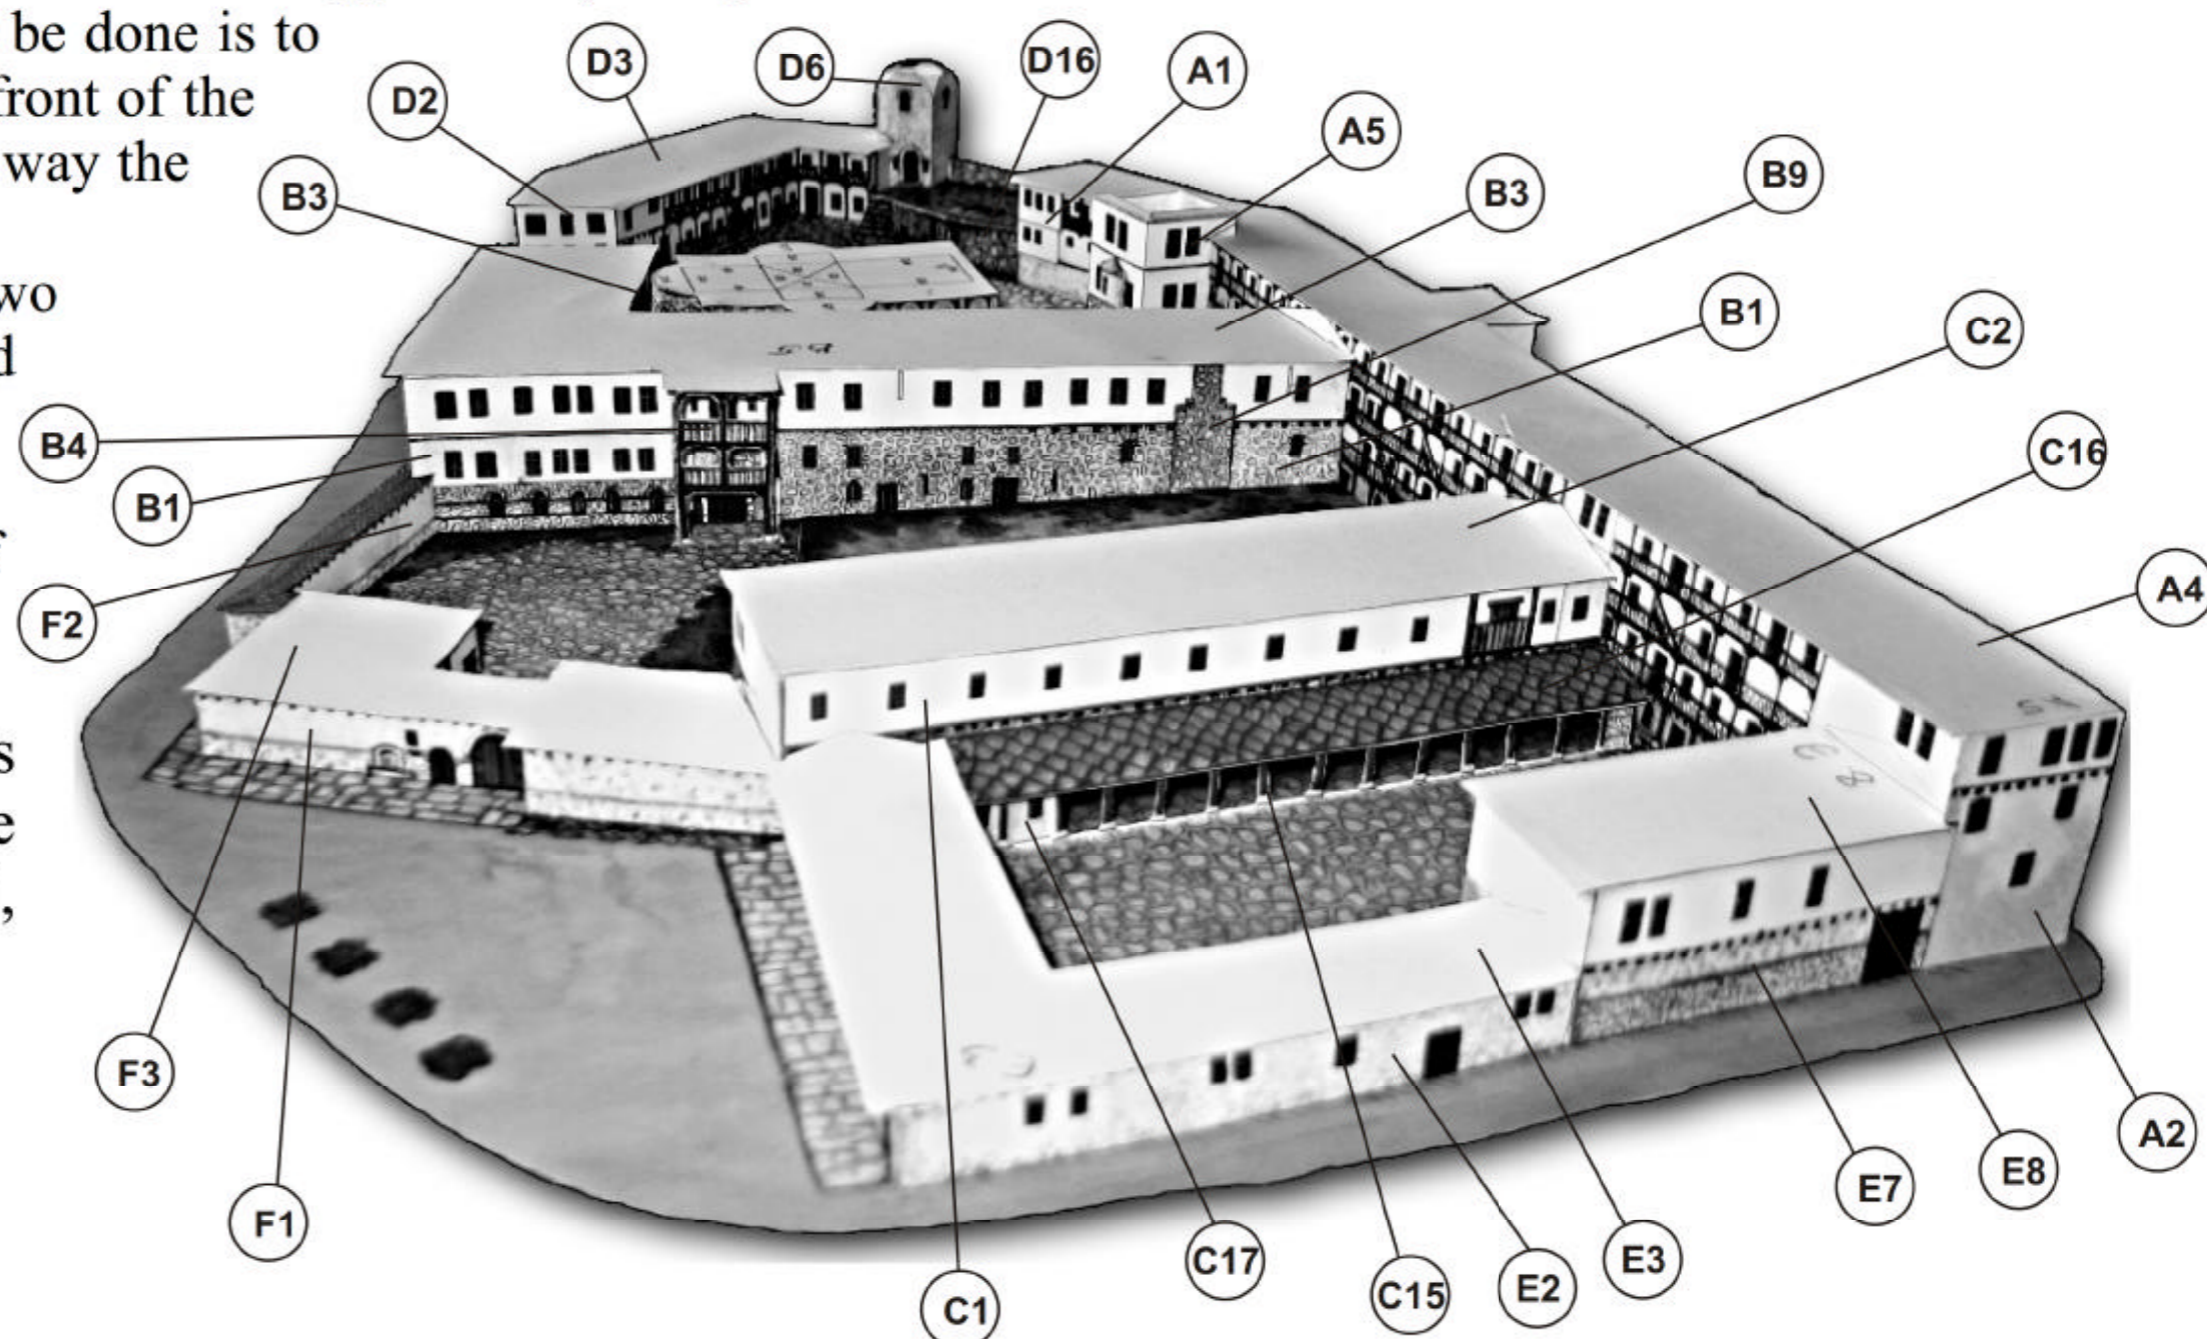 be done is to
front of the
way the
wo
d
f
s
e
,
D3
D6
D16
A1
D2
A5
B3
B3
B9
B1
C2
B4
C16
B1
A4
F2
F3
F1
C17
C1
C15
E2
E3
E7
E8
A2